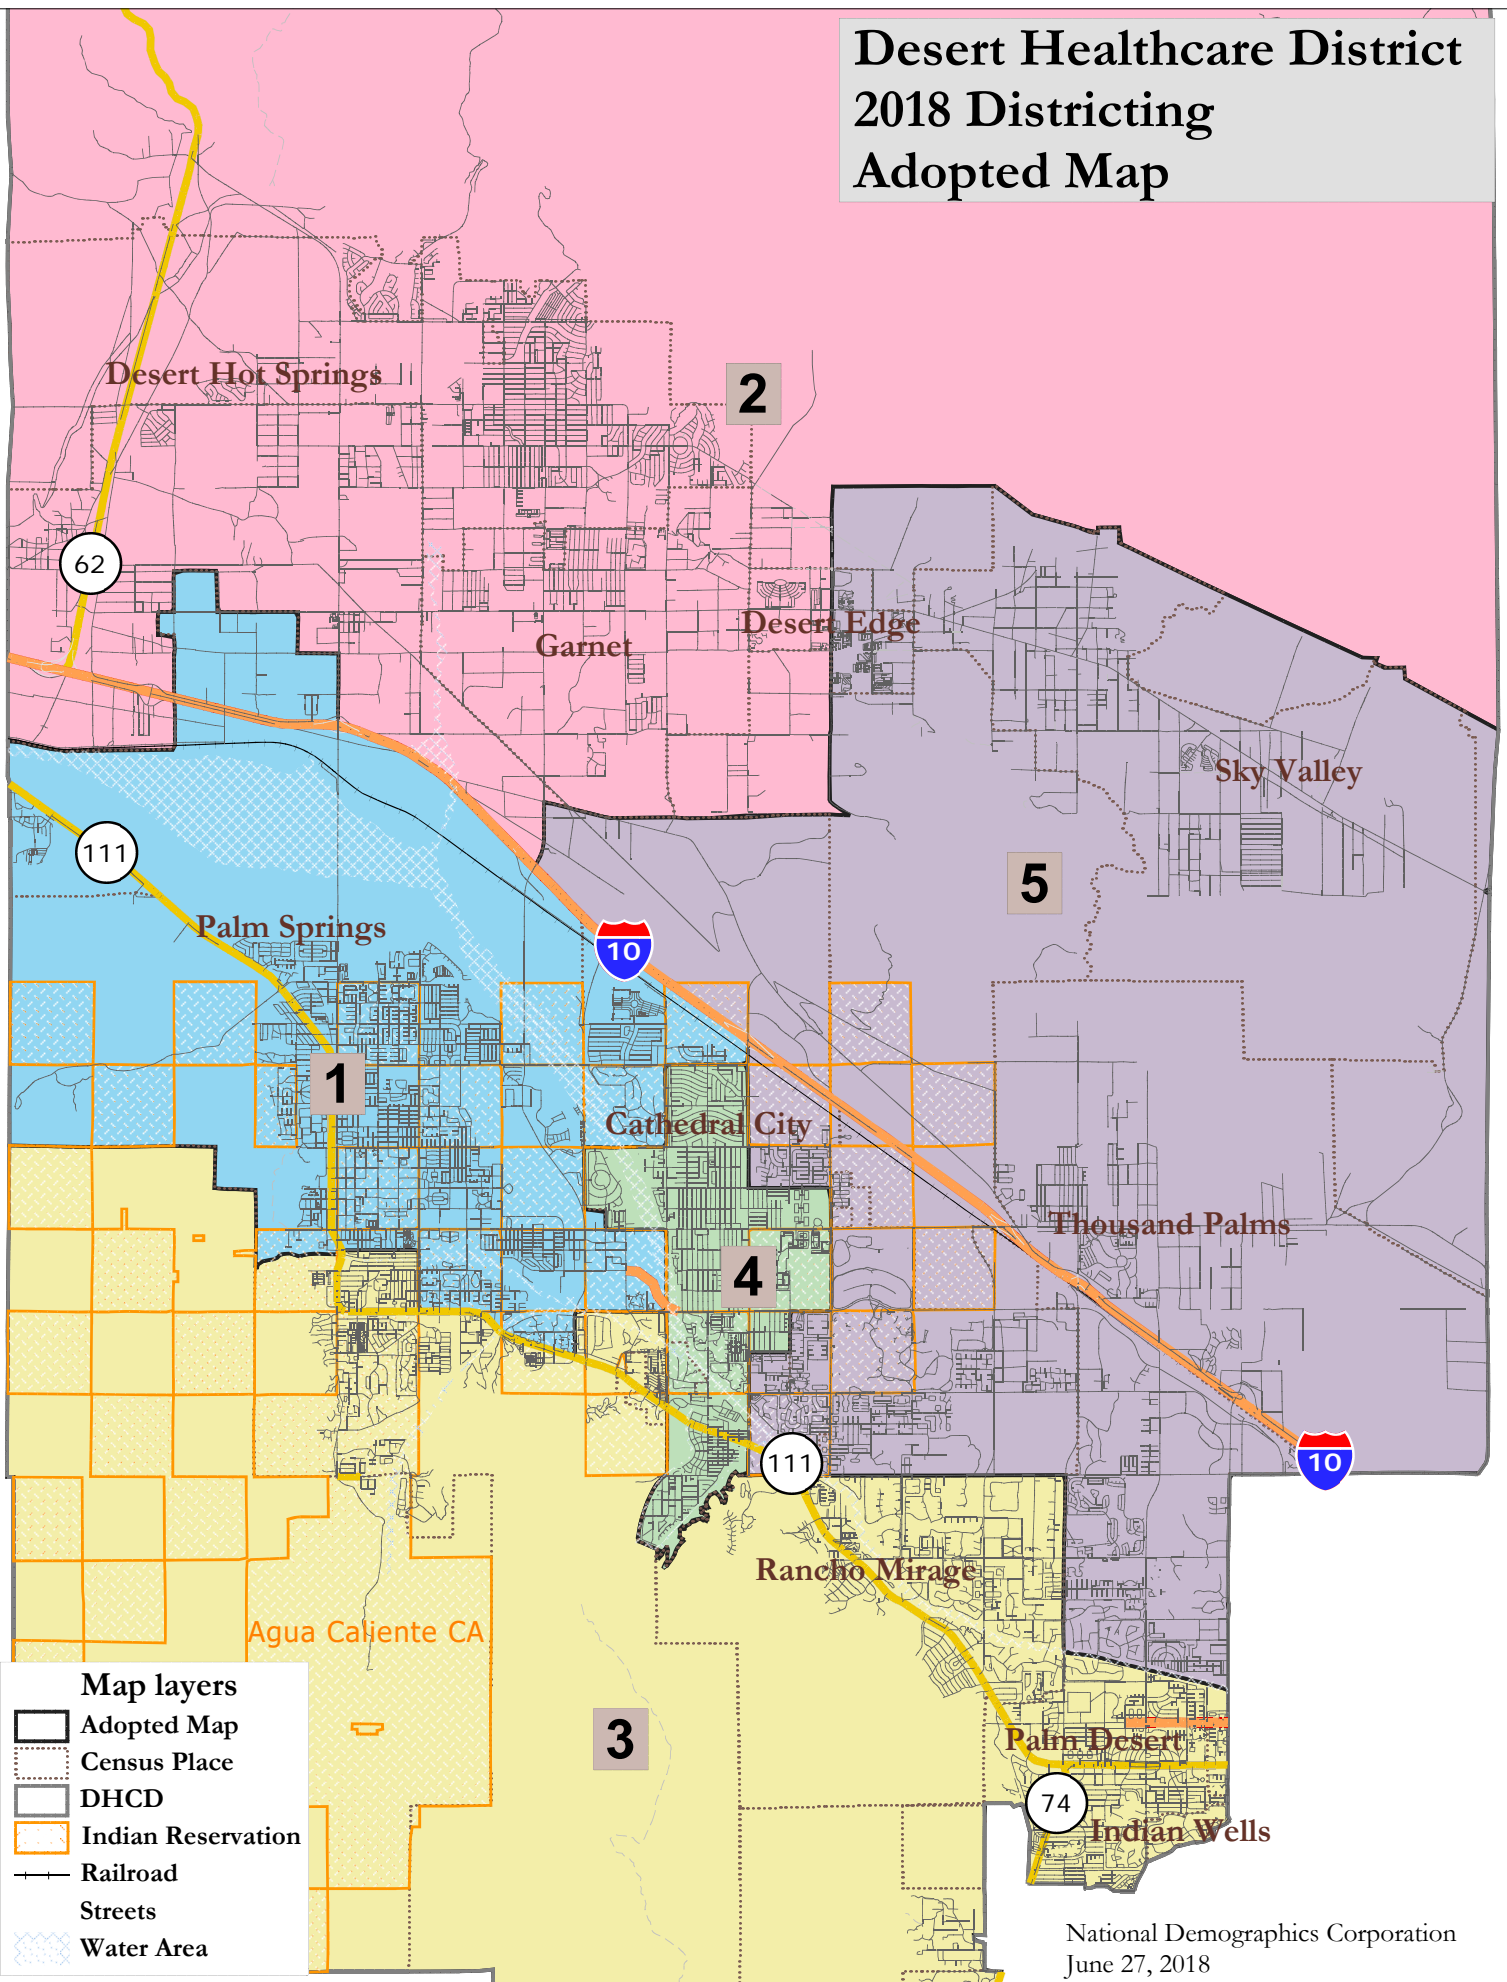 Desert Healthcare District
2018 Districting
Adopted Map
Desert Hot Springs
2
62
Garnet
Desert Edge
Sky Valley
111
5
Palm Springs
10
1
Cathedral City
Thousand Palms
4
111
10
Rancho Mirage
Agua Caliente CA
3
Palm Desert
74
Indian Wells
Map layers
Adopted Map
Census Place
DHCD
Indian Reservation
Railroad
Streets
Water Area
National Demographics Corporation
June 27, 2018